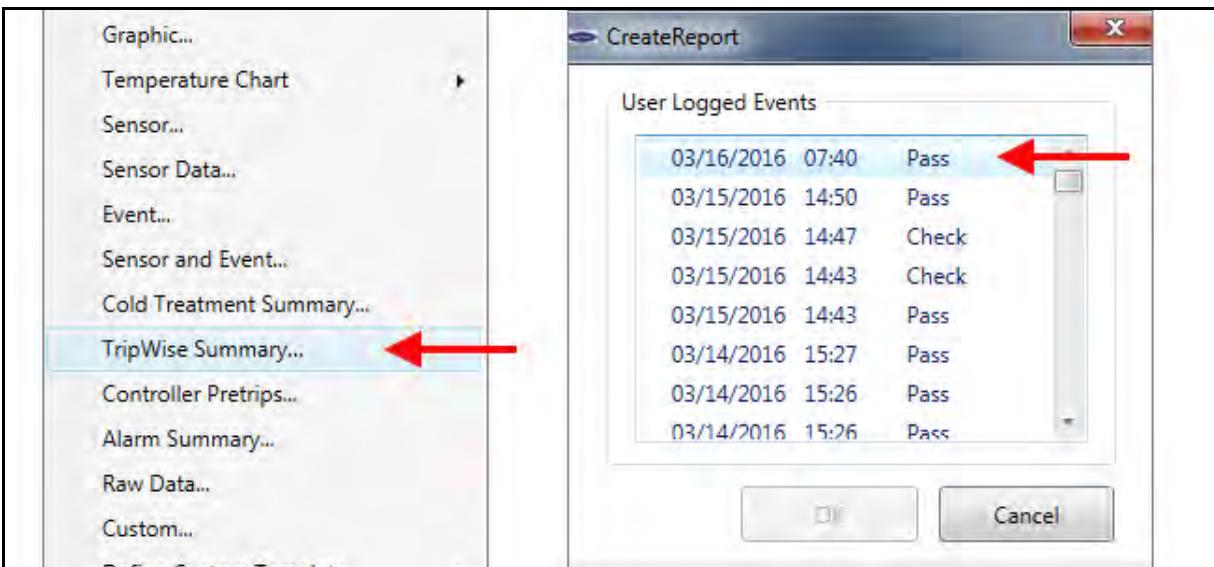 Graphic...
Temperature Chart
Sensor...
Sensor Data...
Event...
Sensor and Event...
Cold Treatment Summary...
TripWise Summary...
Controller Pretrips...
Alarm Summary...
Raw Data...
Custom...
CreateReport
User Logged Events
03/16/2016 07:40 Pass
03/15/2016 14:50 Pass
03/15/2016 14:47 Check
03/15/2016 14:43 Check
03/15/2016 14:43 Pass
03/14/2016 15:27 Pass
03/14/2016 15:26 Pass
03/14/2016 15:26 Pass
OK Cancel